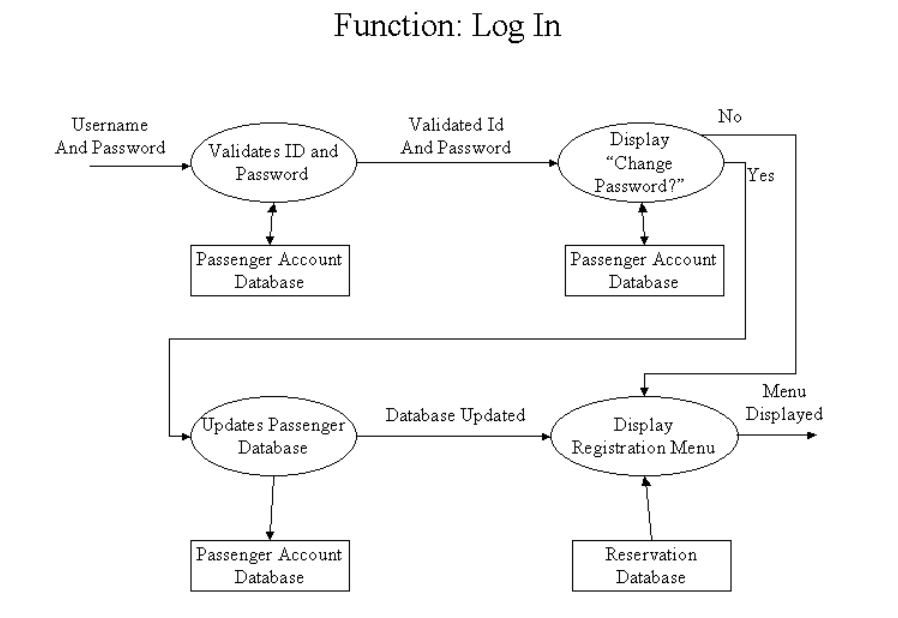 Function: Log In
Username
And Password
Validates ID and
Password
Validated Id
And Password
Display
“Change
Password?”
No
Yes
Passenger Account
Database
Passenger Account
Database
Updates Passenger
Database
Database Updated
Display
Registration Menu
Menu
Displayed
Passenger Account
Database
Reservation
Database